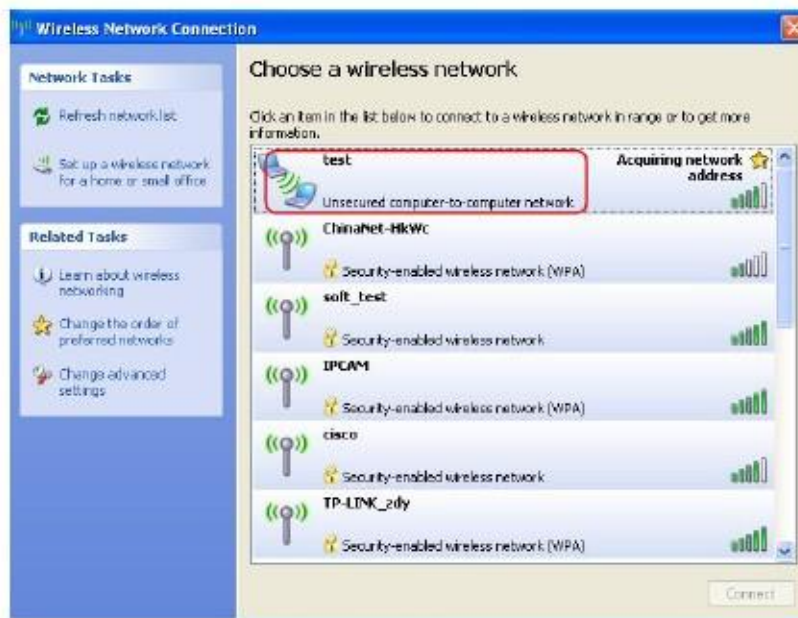 Wireless Network Connection
Network Tasks
Refresh network list
Set up a wireless network
for a home or small office
Related Tasks
Learn about wireless
networking
Change the order of
preferred networks
Change advanced
settings
Choose a wireless network
Click an item in the list below to connect to a wireless network in range or to get more
information.
test
Acquiring network
address
Unsecured computer-to-computer network
ChinaNet-HkWc
Security-enabled wireless network (WPA)
soft_test
Security-enabled wireless network
IPCAM
Security-enabled wireless network (WPA)
cisco
Security-enabled wireless network
TP-LINK_zdy
Security-enabled wireless network (WPA)
Connect